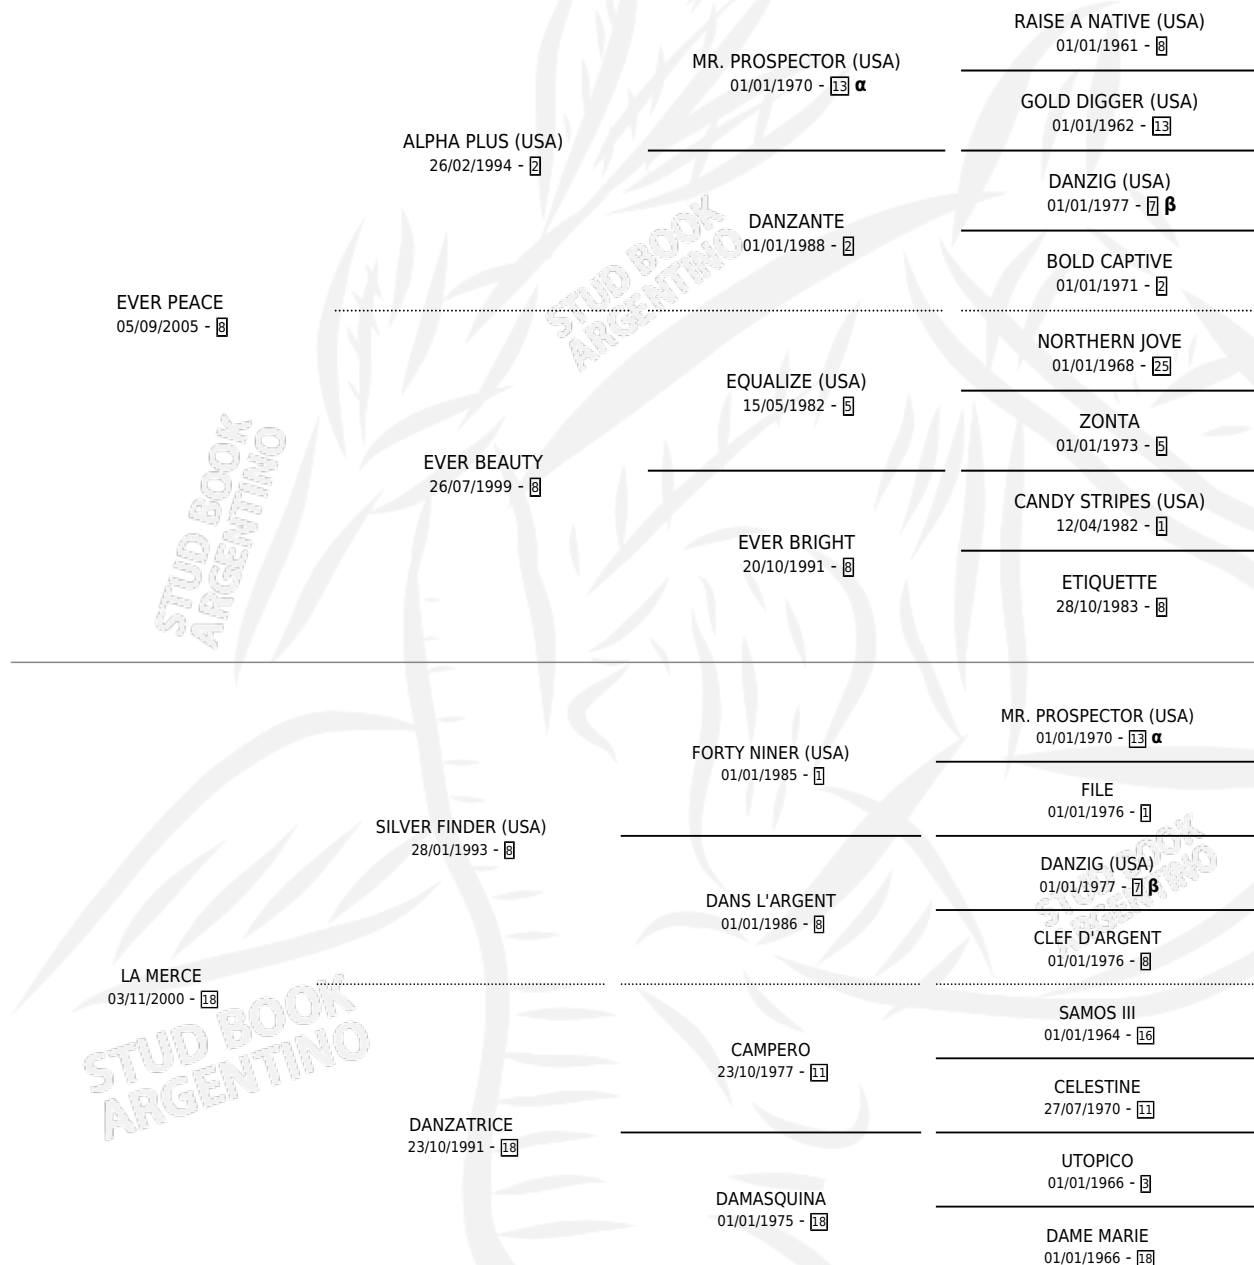 RAISE A NATIVE (USA)
01/01/1961 - 8
MR. PROSPECTOR (USA)
01/01/1970 - 13 α
GOLD DIGGER (USA)
01/01/1962 - 13
ALPHA PLUS (USA)
26/02/1994 - 2
DANZIG (USA)
01/01/1977 - 7 β
DANZANTE
01/01/1988 - 2
BOLD CAPTIVE
01/01/1971 - 2
EVER PEACE
05/09/2005 - 8
NORTHERN JOVE
01/01/1968 - 25
EQUALIZE (USA)
15/05/1982 - 5
ZONTA
01/01/1973 - 5
EVER BEAUTY
26/07/1999 - 8
CANDY STRIPES (USA)
12/04/1982 - 1
EVER BRIGHT
20/10/1991 - 8
ETIQUETTE
28/10/1983 - 8
STUD BOOK
ARGENTINO
STUD BOOK
ARGENTINO
MR. PROSPECTOR (USA)
01/01/1970 - 13 α
FORTY NINER (USA)
01/01/1985 - 1
FILE
01/01/1976 - 1
SILVER FINDER (USA)
28/01/1993 - 8
DANZIG (USA)
01/01/1977 - 7 β
DANS L'ARGENT
01/01/1986 - 8
CLEF D'ARGENT
01/01/1976 - 8
LA MERCE
03/11/2000 - 18
SAMOS III
01/01/1964 - 16
CAMPERO
23/10/1977 - 11
CELESTINE
27/07/1970 - 11
DANZATRICE
23/10/1991 - 18
UTOPICO
01/01/1966 - 3
DAMASQUINA
01/01/1975 - 18
DAME MARIE
01/01/1966 - 18
STUD BOOK
ARGENTINO
STUD BOOK
ARGENTINO